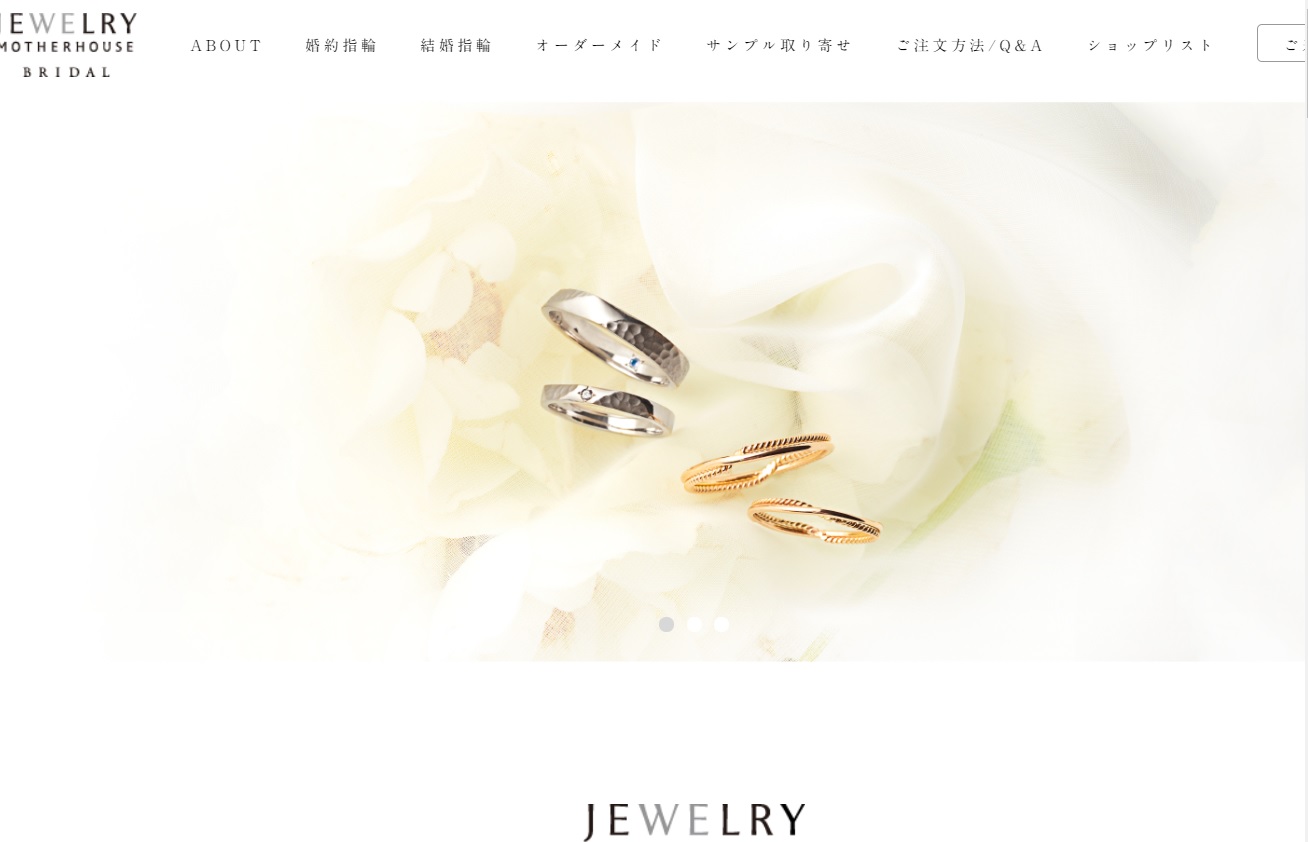 JEWELRY
MOTHERHOUSE
BRIDAL
ABOUT
婚約指輪
結婚指輪
オーダーメイド
サンプル取り寄せ
ご注文方法/Q&A
ショップリスト
JEWELRY